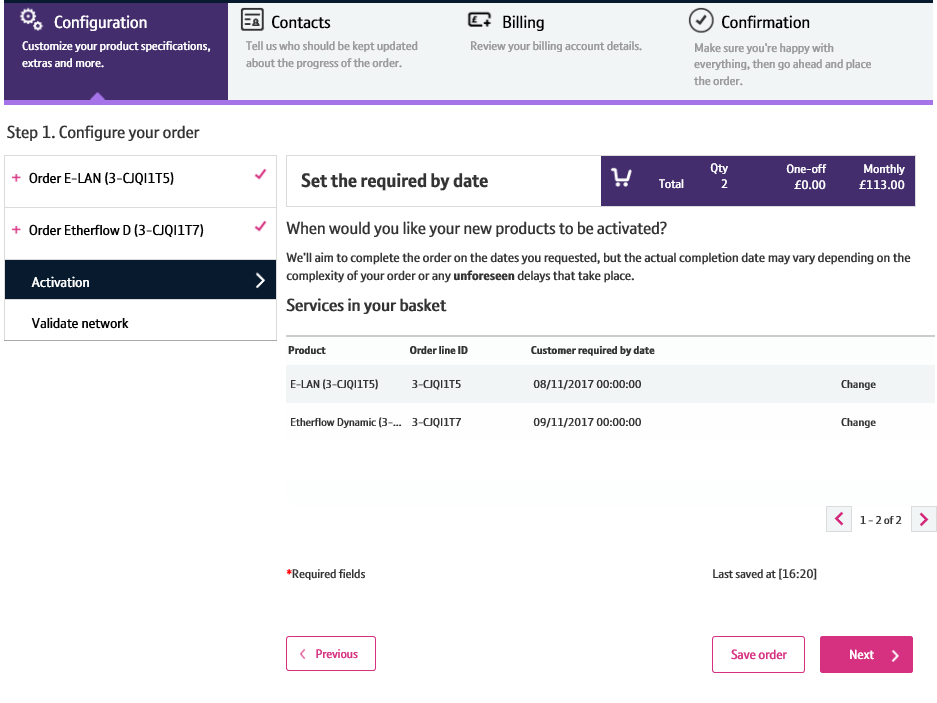 Configuration
Customize your product specifications,
extras and more.
Contacts
Tell us who should be kept updated
about the progress of the order.
Billing
Review your billing account details.
Confirmation
Make sure you're happy with
everything, then go ahead and place
the order.
Step 1. Configure your order
+ Order E-LAN (3-CJQI1T5)
+ Order Etherflow D (3-CJQI1T7)
Activation
Validate network
Set the required by date
Total
Qty
2
One-off
£0.00
Monthly
£113.00
When would you like your new products to be activated?
We'll aim to complete the order on the dates you requested, but the actual completion date may vary depending on the
complexity of your order or any unforeseen delays that take place.
Services in your basket
Product Order line ID Customer required by date
E-LAN (3-CJQI1T5) 3-CJQI1T5 08/11/2017 00:00:00 Change
Etherflow Dynamic (3-... 3-CJQI1T7 09/11/2017 00:00:00 Change
1 - 2 of 2
*Required fields
Last saved at [16:20]
Previous
Save order
Next